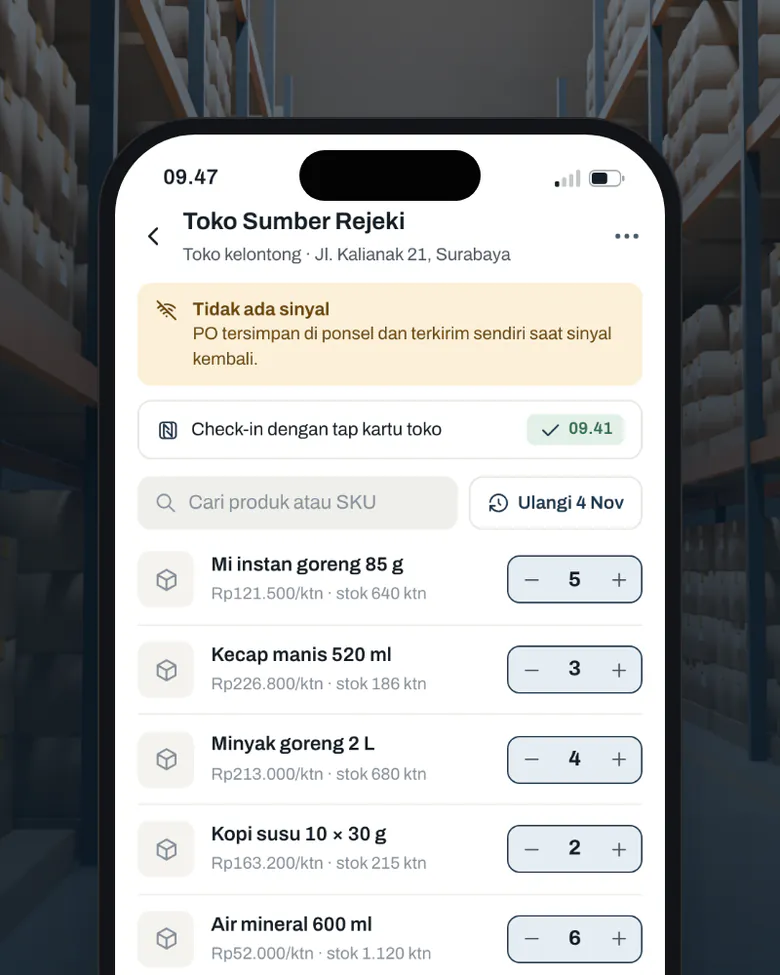 09.47
Toko Sumber Rejeki
Toko kelontong · Jl. Kalianak 21, Surabaya
Tidak ada sinyal
PO tersimpan di ponsel dan terkirim sendiri saat sinyal
kembali.
Check-in dengan tap kartu toko
09.41
Cari produk atau SKU
Ulangi 4 Nov
Mi instan goreng 85 g
Rp121.500/ktn · stok 640 ktn
5
Kecap manis 520 ml
Rp226.800/ktn · stok 186 ktn
3
Minyak goreng 2 L
Rp213.000/ktn · stok 680 ktn
4
Kopi susu 10 × 30 g
Rp163.200/ktn · stok 215 ktn
2
Air mineral 600 ml
Rp52.000/ktn · stok 1.120 ktn
6